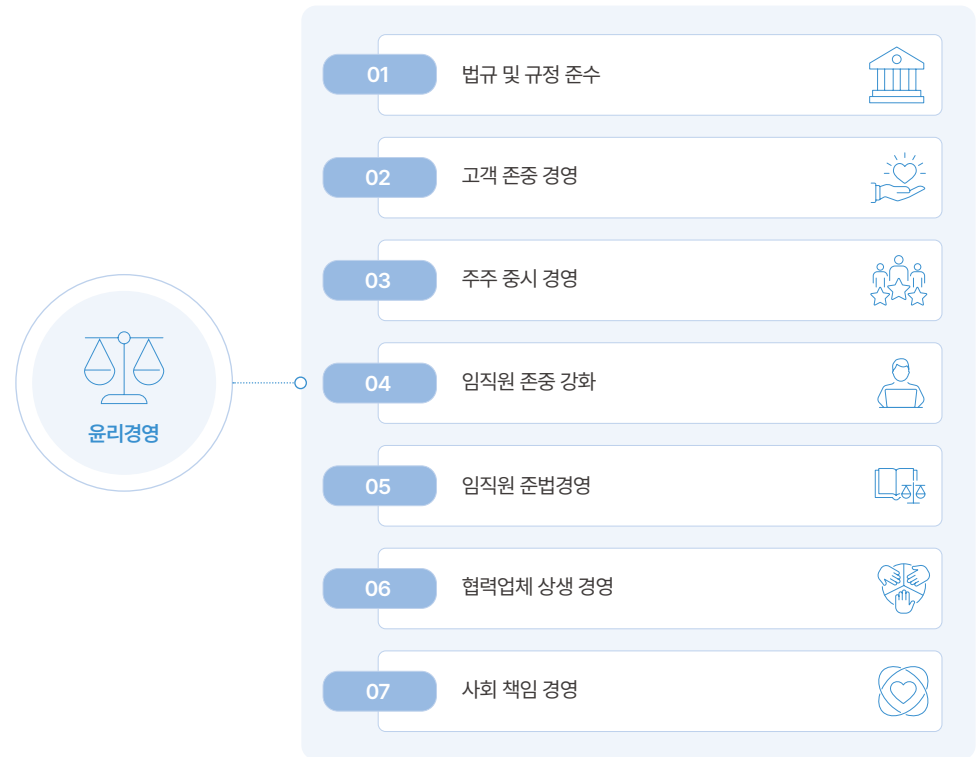 01
법규 및 규정 준수
02
고객 존중 경영
03
주주 중시 경영
윤리경영
04
임직원 존중 강화
05
임직원 준법경영
06
협력업체 상생 경영
07
사회 책임 경영